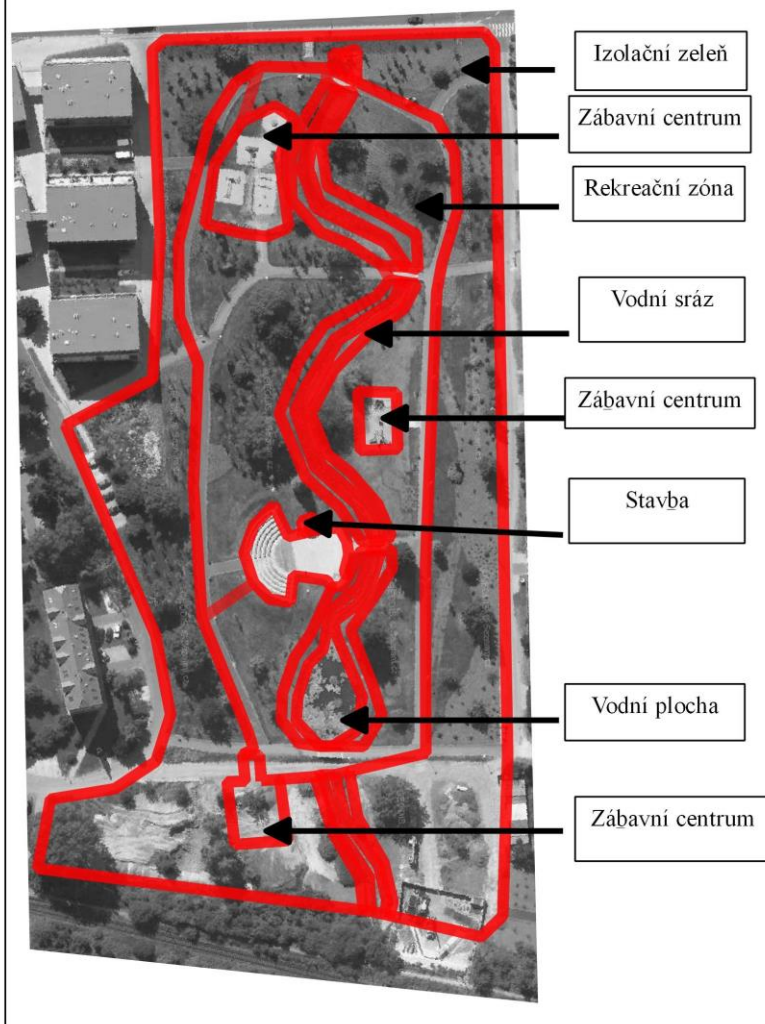 Izolační zeleň
Zábavní centrum
Rekreační zóna
Vodní sráz
Zábavní centrum
Stavba
Vodní plocha
Zábavní centrum